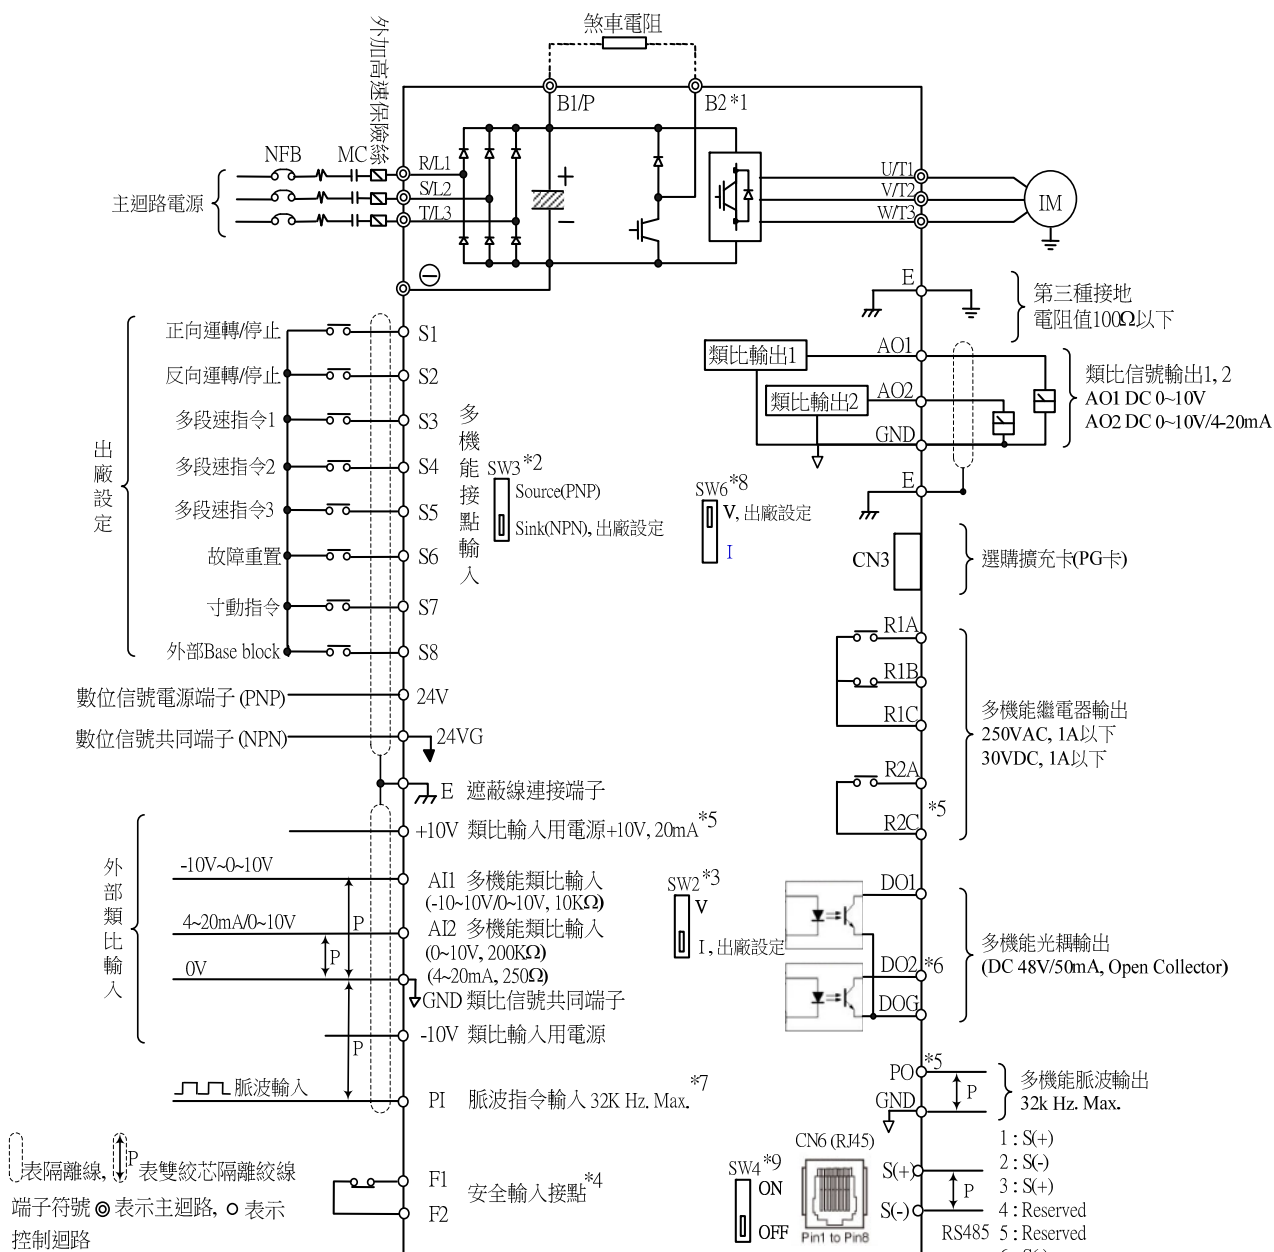 煞車電阻
外加高速保險絲
B1/P
B2 *1
NFB
MC
主迴路電源
R/L1
S/L2
T/L3
+
−
⊖
U/T1
V/T2
W/T3
IM
E
第三種接地
電阻值100Ω以下
出廠設定
正向運轉/停止
S1
反向運轉/停止
S2
多段速指令1
S3
多段速指令2
S4
多段速指令3
S5
故障重置
S6
寸動指令
S7
外部Base block
S8
多機能接點輸入
SW3*2
Source(PNP)
Sink(NPN), 出廠設定
數位信號電源端子 (PNP)
24V
數位信號共同端子 (NPN)
24VG
E 遮蔽線連接端子
外部類比輸入
+10V 類比輸入用電源+10V, 20mA*5
-10V~0~10V
AI1 多機能類比輸入
(-10~10V/0~10V, 10KΩ)
P
4~20mA/0~10V
AI2 多機能類比輸入
(0~10V, 200KΩ)
(4~20mA, 250Ω)
P
0V
GND 類比信號共同端子
-10V 類比輸入用電源
P
脈波輸入
PI 脈波指令輸入 32K Hz. Max.*7
表隔離線,
P
表雙絞芯隔離絞線
端子符號 ◎ 表示主迴路, ○ 表示
控制迴路
F1
F2
安全輸入接點*4
類比輸出1
AO1
類比輸出2
AO2
GND
類比信號輸出1, 2
AO1 DC 0~10V
AO2 DC 0~10V/4-20mA
E
SW6*8
V, 出廠設定
I
CN3
選購擴充卡(PG卡)
R1A
R1B
R1C
R2A
R2C
*5
多機能繼電器輸出
250VAC, 1A以下
30VDC, 1A以下
SW2*3
V
I , 出廠設定
DO1
DO2
*6
DOG
多機能光耦輸出
(DC 48V/50mA, Open Collector)
PO
*5
GND
P
多機能脈波輸出
32k Hz. Max.
SW4*9
ON
OFF
CN6 (RJ45)
Pin1 to Pin8
S(+)
S(-)
P
RS485
1 : S(+)
2 : S(-)
3 : S(+)
4 : Reserved
5 : Reserved